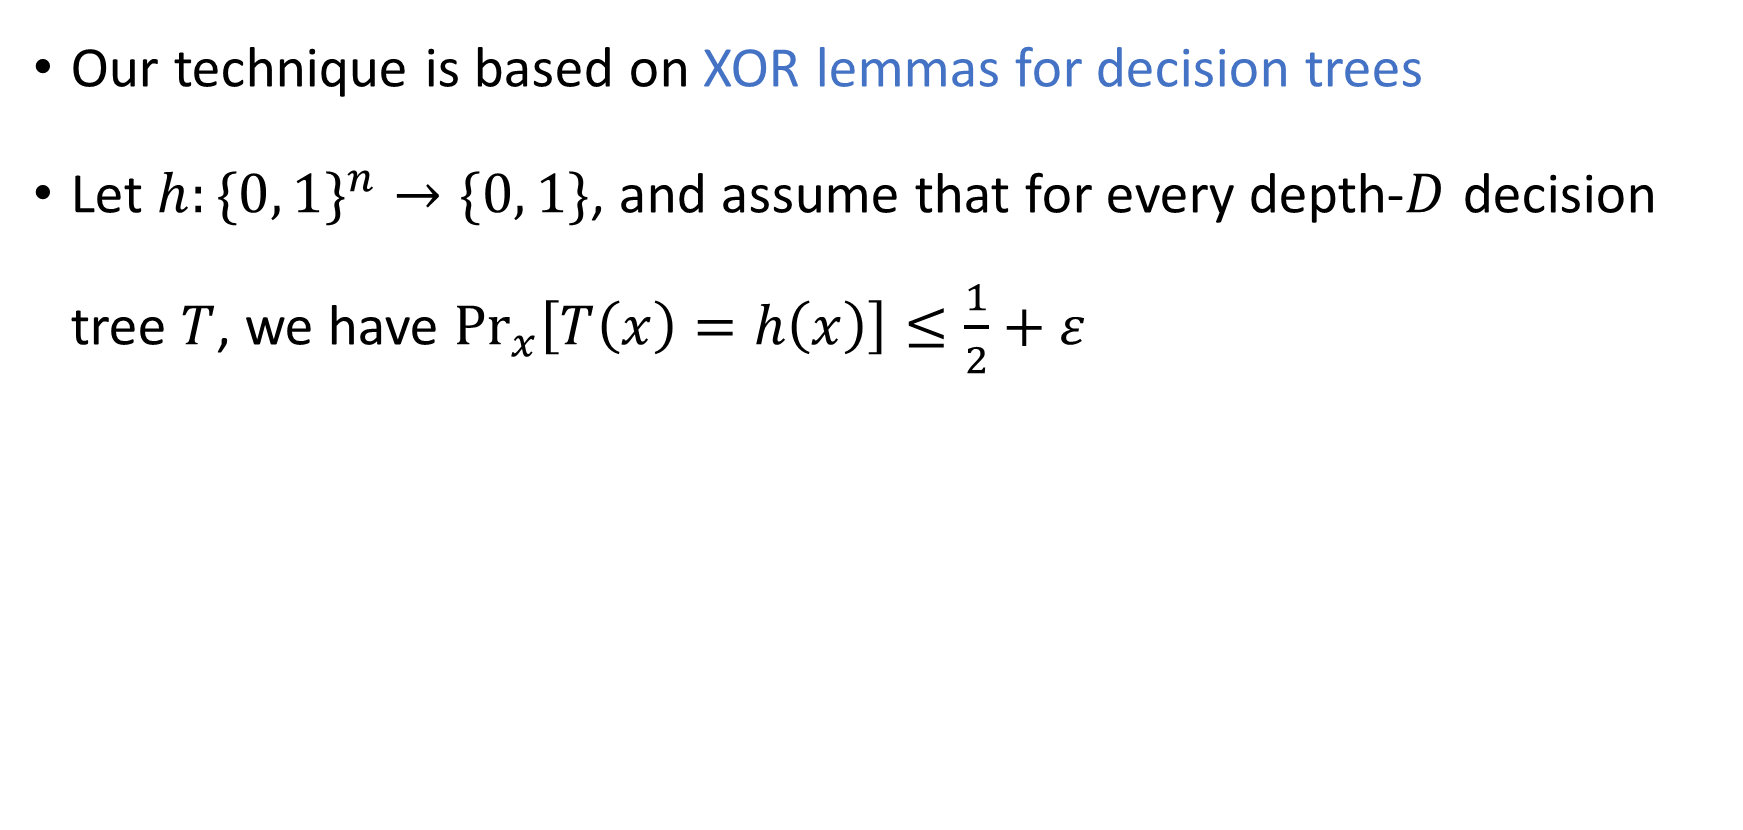 • Our technique is based on XOR lemmas for decision trees
• Let ℎ: {0, 1}ⁿ → {0, 1}, and assume that for every depth-𝐷 decision
tree 𝑇, we have Prₓ[𝑇(𝑥) = ℎ(𝑥)] ≤ 1/2 + 𝜀